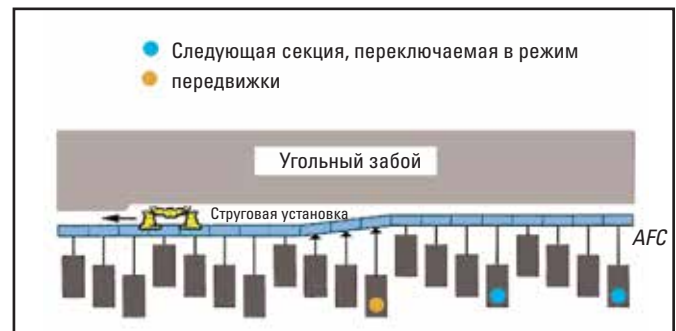 Следующая секция, переключаемая в режим
передвижки
Угольный забой
Струговая установка
AFC